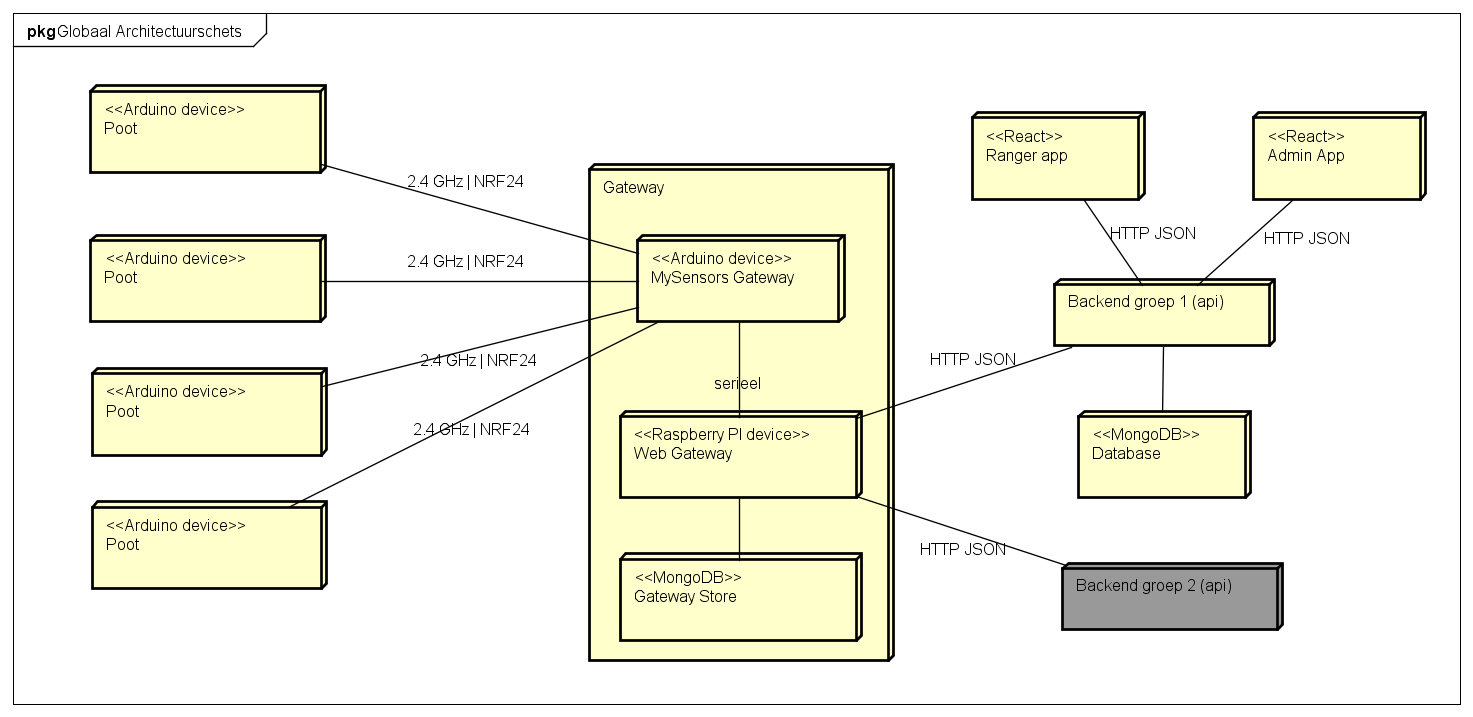 pkg Globaal Architectuurschets
<<Arduino device>>
Poot
2.4 GHz | NRF24
<<Arduino device>>
Poot
2.4 GHz | NRF24
<<Arduino device>>
Poot
2.4 GHz | NRF24
<<Arduino device>>
Poot
2.4 GHz | NRF24
Gateway
<<Arduino device>>
MySensors Gateway
serieel
<<Raspberry PI device>>
Web Gateway
<<MongoDB>>
Gateway Store
<<React>>
Ranger app
<<React>>
Admin App
HTTP JSON
HTTP JSON
Backend groep 1 (api)
HTTP JSON
<<MongoDB>>
Database
HTTP JSON
Backend groep 2 (api)